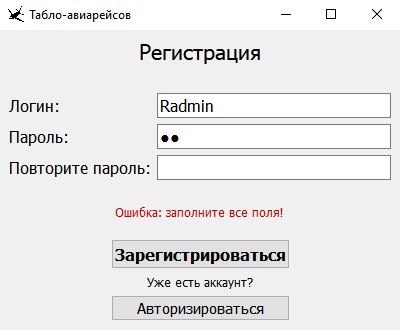 Табло-авиарейсов
Регистрация
Логин: Radmin
Пароль: ●●
Повторите пароль:
Ошибка: заполните все поля!
Зарегистрироваться
Уже есть аккаунт?
Авторизироваться